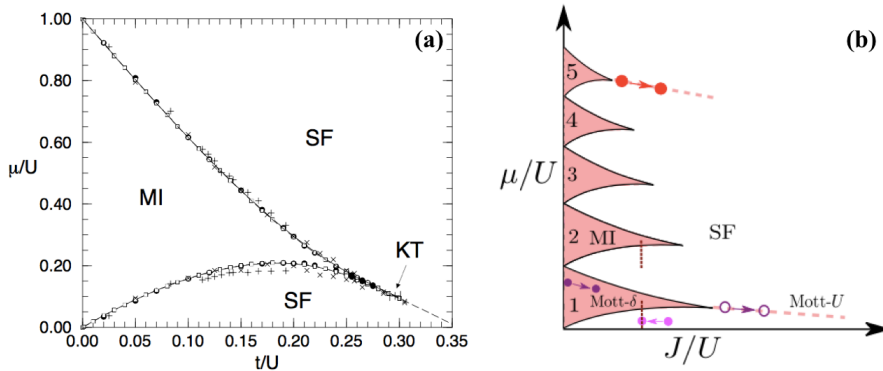 (a)
1.00
0.80
0.60
μ/U
0.40
0.20
0.00
MI
SF
SF
KT
0.00 0.05 0.10 0.15 0.20 0.25 0.30 0.35
t/U
(b)
5
4
μ/U
3
SF
2 MI
1 Mott-δ Mott-U
J/U